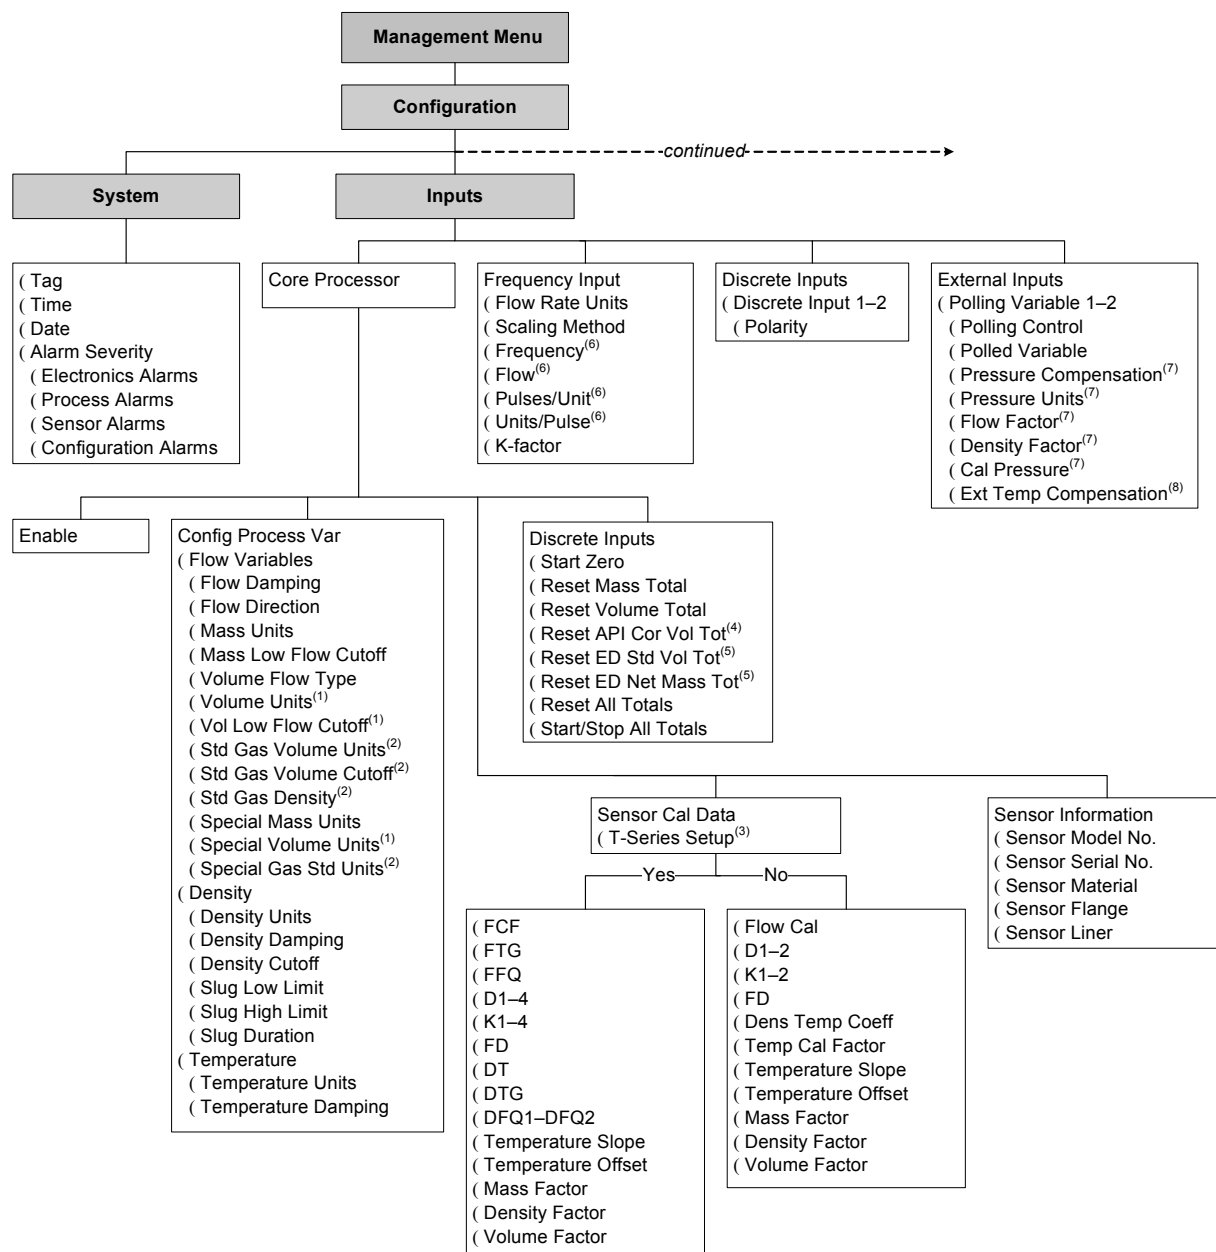 Management Menu
Configuration
continued
System
Inputs
( Tag
( Time
( Date
( Alarm Severity
( Electronics Alarms
( Process Alarms
( Sensor Alarms
( Configuration Alarms
Core Processor
Frequency Input
( Flow Rate Units
( Scaling Method
( Frequency(6)
( Flow(6)
( Pulses/Unit(6)
( Units/Pulse(6)
( K-factor
Discrete Inputs
( Discrete Input 1–2
( Polarity
External Inputs
( Polling Variable 1–2
( Polling Control
( Polled Variable
( Pressure Compensation(7)
( Pressure Units(7)
( Flow Factor(7)
( Density Factor(7)
( Cal Pressure(7)
( Ext Temp Compensation(8)
Enable
Config Process Var
( Flow Variables
( Flow Damping
( Flow Direction
( Mass Units
( Mass Low Flow Cutoff
( Volume Flow Type
( Volume Units(1)
( Vol Low Flow Cutoff(1)
( Std Gas Volume Units(2)
( Std Gas Volume Cutoff(2)
( Std Gas Density(2)
( Special Mass Units
( Special Volume Units(1)
( Special Gas Std Units(2)
( Density
( Density Units
( Density Damping
( Density Cutoff
( Slug Low Limit
( Slug High Limit
( Slug Duration
( Temperature
( Temperature Units
( Temperature Damping
Discrete Inputs
( Start Zero
( Reset Mass Total
( Reset Volume Total
( Reset API Cor Vol Tot(4)
( Reset ED Std Vol Tot(5)
( Reset ED Net Mass Tot(5)
( Reset All Totals
( Start/Stop All Totals
Sensor Cal Data
( T-Series Setup(3)
Yes
No
( FCF
( FTG
( FFQ
( D1–4
( K1–4
( FD
( DT
( DTG
( DFQ1–DFQ2
( Temperature Slope
( Temperature Offset
( Mass Factor
( Density Factor
( Volume Factor
( Flow Cal
( D1–2
( K1–2
( FD
( Dens Temp Coeff
( Temp Cal Factor
( Temperature Slope
( Temperature Offset
( Mass Factor
( Density Factor
( Volume Factor
Sensor Information
( Sensor Model No.
( Sensor Serial No.
( Sensor Material
( Sensor Flange
( Sensor Liner